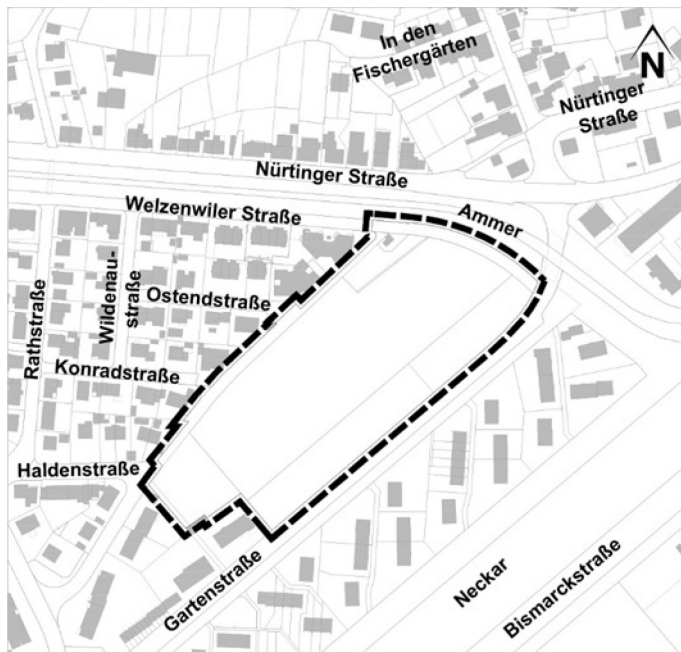 In den
Fischergärten
N
Nürtinger
Straße
Nürtinger Straße
Welzenwiler Straße
Ammer
Rathstraße
Wildenau-
straße
Ostendstraße
Konradstraße
Haldenstraße
Gartenstraße
Neckar
Bismarckstraße